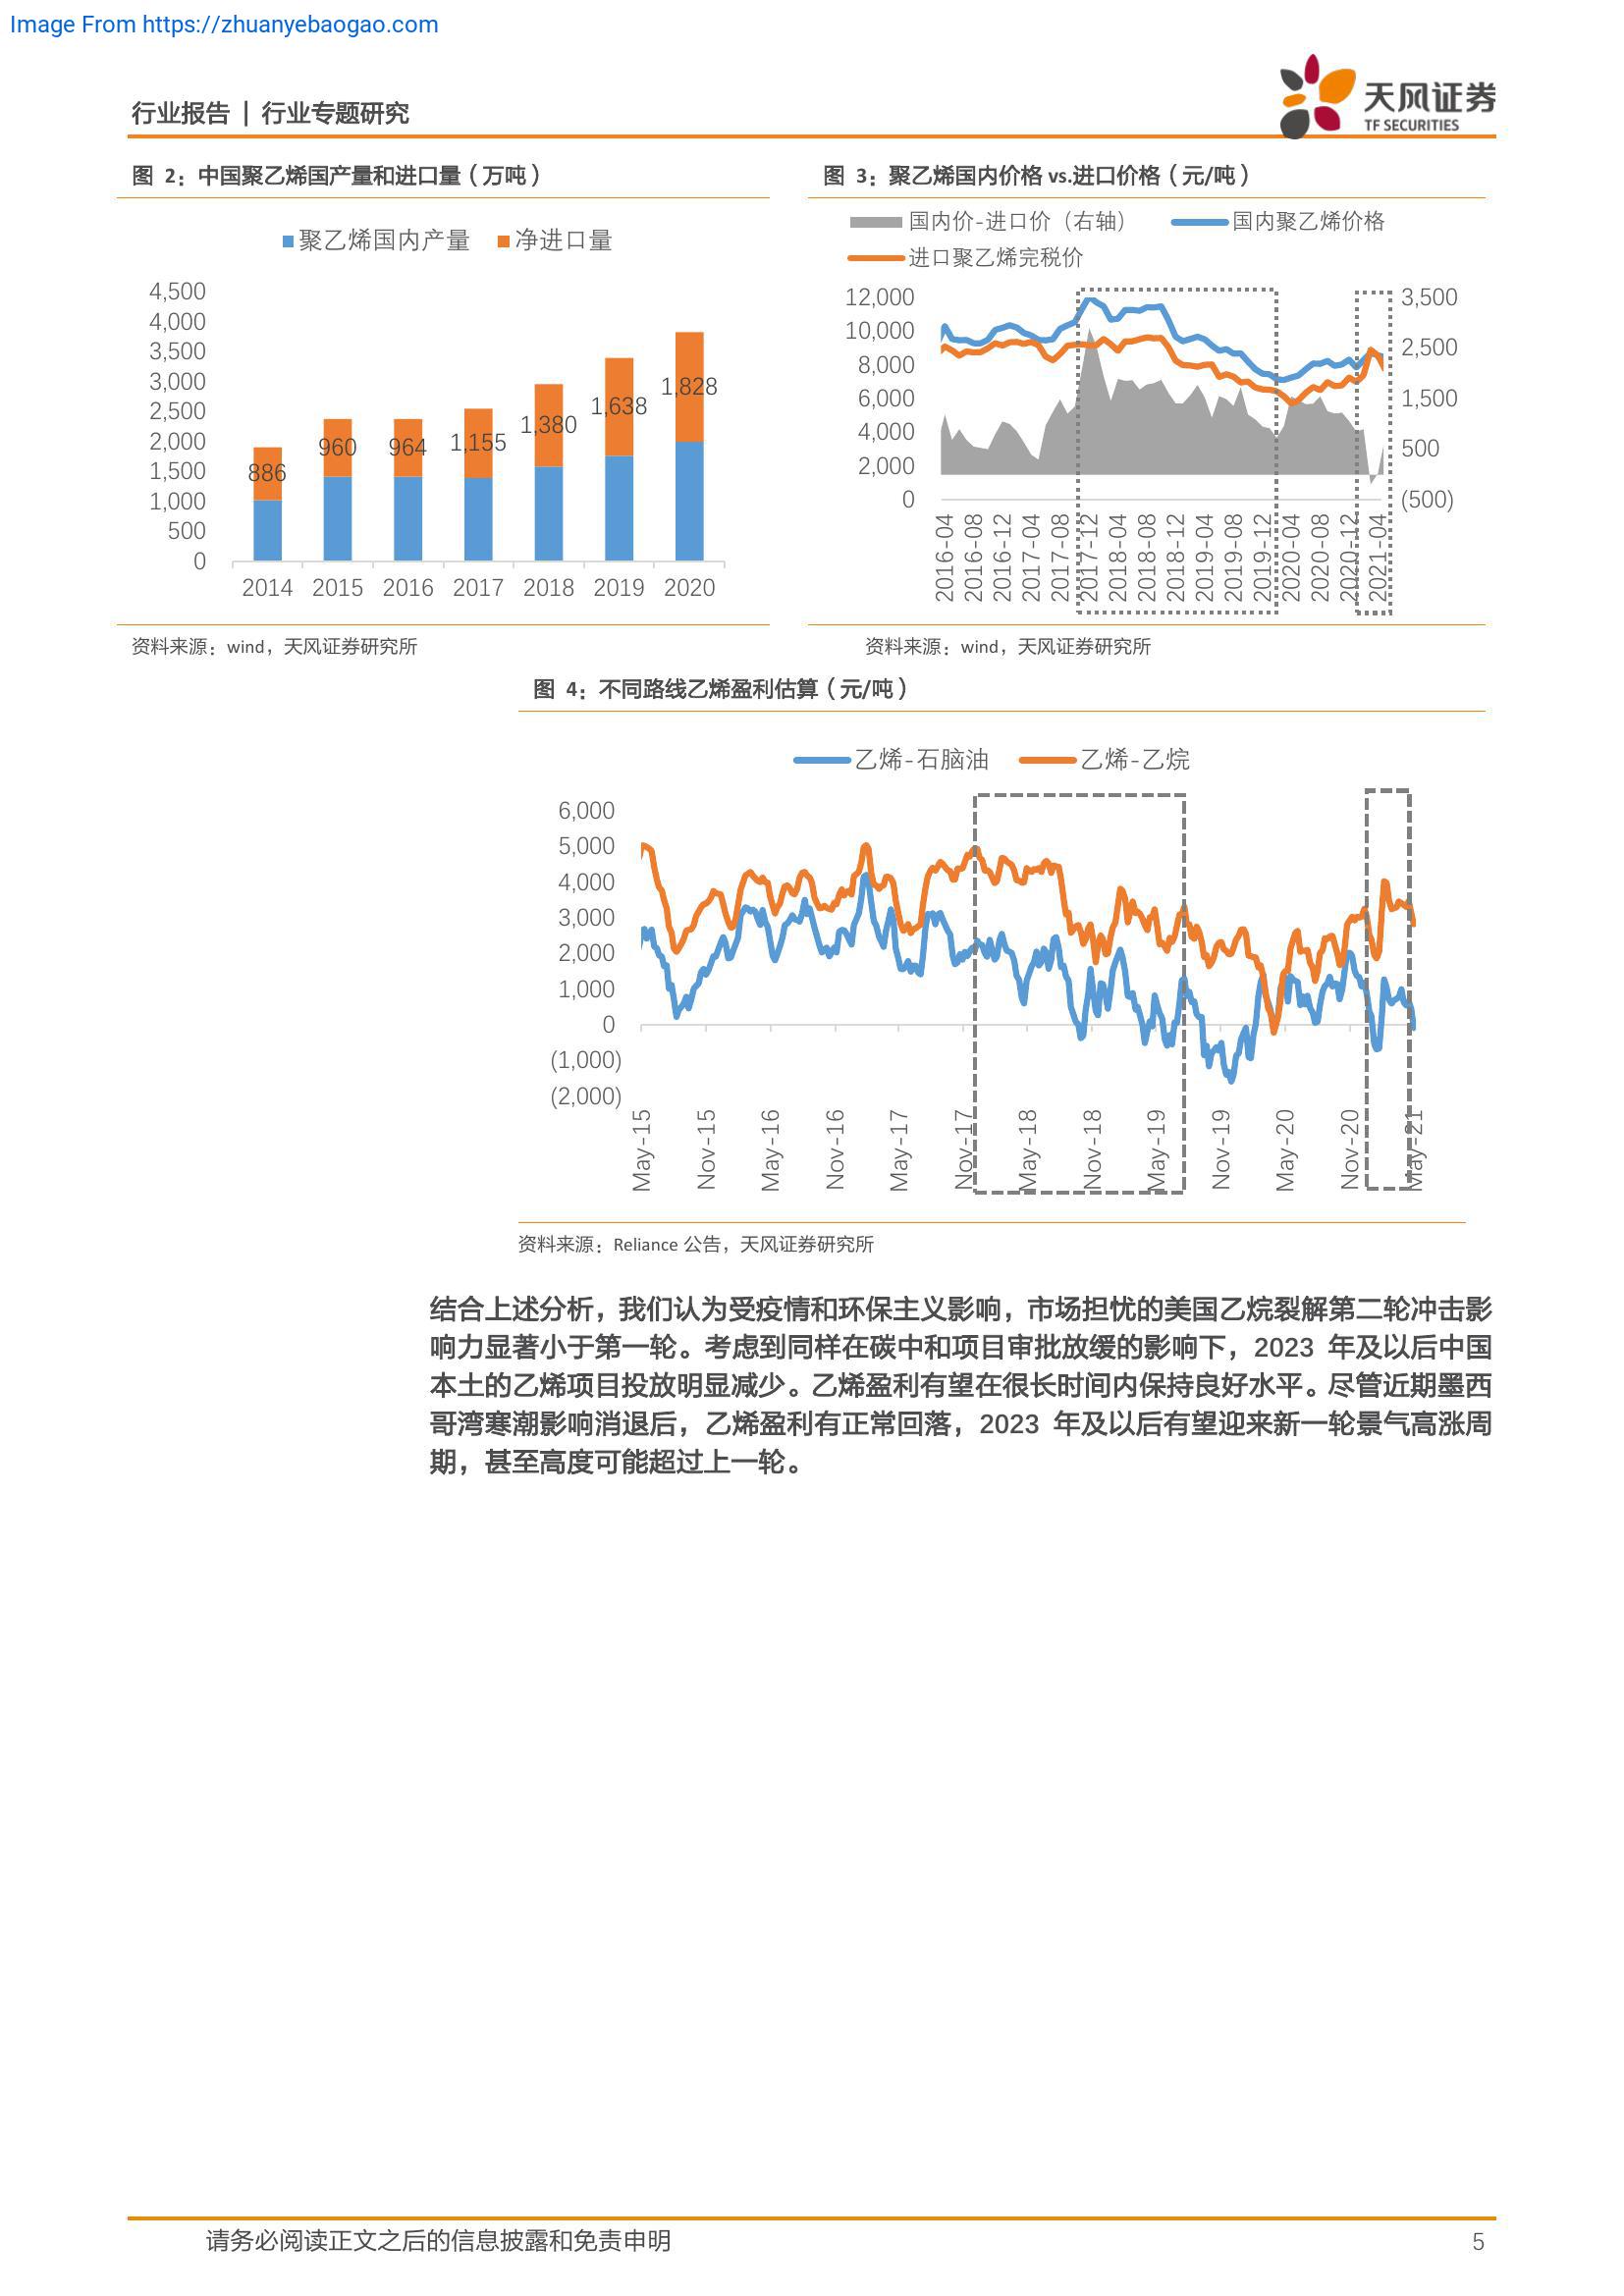 Image From https://zhuanyebaogao.com
行业报告 | 行业专题研究
天风证券
TF SECURITIES
图 2：中国聚乙烯国产量和进口量（万吨）
聚乙烯国内产量 净进口量
4,500
4,000
3,500
3,000
2,500
2,000
1,500
1,000
500
0
886
960
964
1,155
1,380
1,638
1,828
2014 2015 2016 2017 2018 2019 2020
资料来源：wind，天风证券研究所
图 3：聚乙烯国内价格 vs.进口价格（元/吨）
国内价-进口价（右轴） 国内聚乙烯价格
进口聚乙烯完税价
12,000
10,000
8,000
6,000
4,000
2,000
0
3,500
2,500
1,500
500
(500)
2016-04
2016-08
2016-12
2017-04
2017-08
2017-12
2018-04
2018-08
2018-12
2019-04
2019-08
2019-12
2020-04
2020-08
2020-12
2021-04
资料来源：wind，天风证券研究所
图 4：不同路线乙烯盈利估算（元/吨）
乙烯-石脑油 乙烯-乙烷
6,000
5,000
4,000
3,000
2,000
1,000
0
(1,000)
(2,000)
May-15
Nov-15
May-16
Nov-16
May-17
Nov-17
May-18
Nov-18
May-19
Nov-19
May-20
Nov-20
May-21
资料来源：Reliance 公告，天风证券研究所
结合上述分析，我们认为受疫情和环保主义影响，市场担忧的美国乙烷裂解第二轮冲击影
响力显著小于第一轮。考虑到同样在碳中和项目审批放缓的影响下，2023 年及以后中国
本土的乙烯项目投放明显减少。乙烯盈利有望在很长时间内保持良好水平。尽管近期墨西
哥湾寒潮影响消退后，乙烯盈利有正常回落，2023 年及以后有望迎来新一轮景气高涨周
期，甚至高度可能超过上一轮。
请务必阅读正文之后的信息披露和免责申明
5